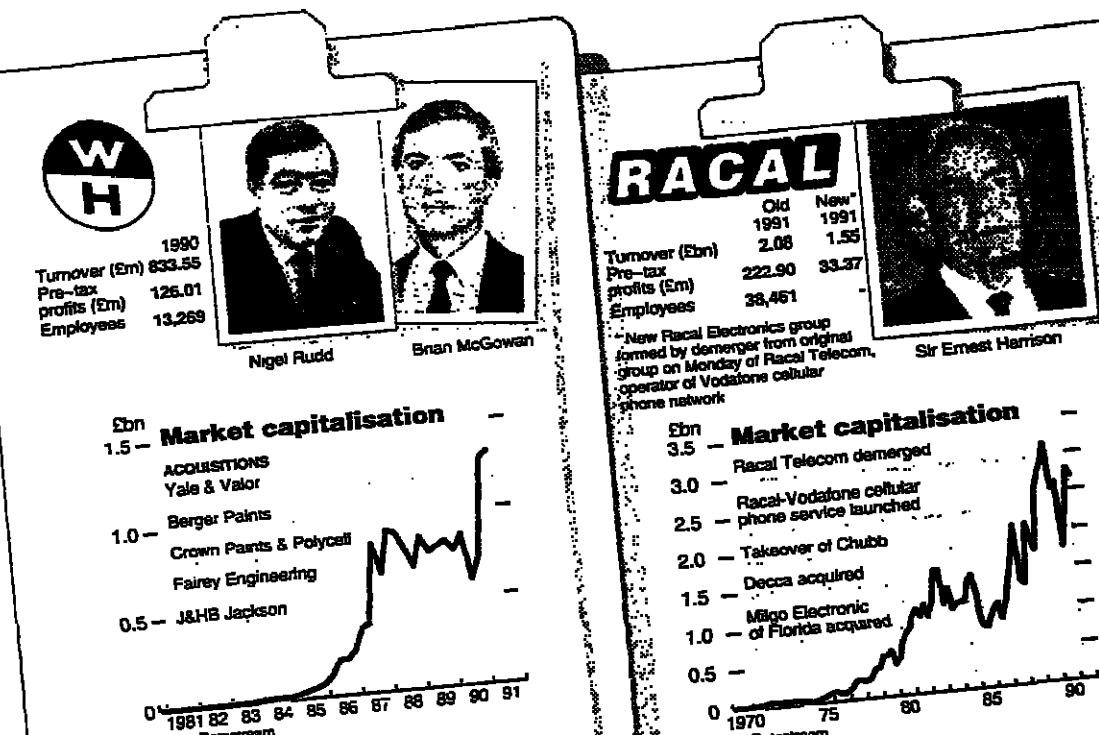 W
H
1990
Turnover (£m) 833.55
Pre-tax
profits (£m) 126.01
Employees 13,269
Nigel Rudd
Brian McGowan
£bn
Market capitalisation
1.5
1.0
0.5
0
ACQUISITIONS
Yale & Valor
Berger Paints
Crown Paints & Polycell
Fairey Engineering
J&HB Jackson
1981 82 83 84 85 86 87 88 89 90 91
RACAL
Old New*
1991 1991
Turnover (£bn) 2.08 1.55
Pre-tax
profits (£m) 222.90 33.37
Employees 38,461 -
*New Racal Electronics group
formed by demerger from original
group on Monday of Racal Telecom,
operator of Vodafone cellular
phone network
Sir Ernest Harrison
£bn
Market capitalisation
3.5
3.0
2.5
2.0
1.5
1.0
0.5
0
Racal Telecom demerged
Racal-Vodafone cellular
phone service launched
Takeover of Chubb
Decca acquired
Milgo Electronic
of Florida acquired
1970 75 80 85 90